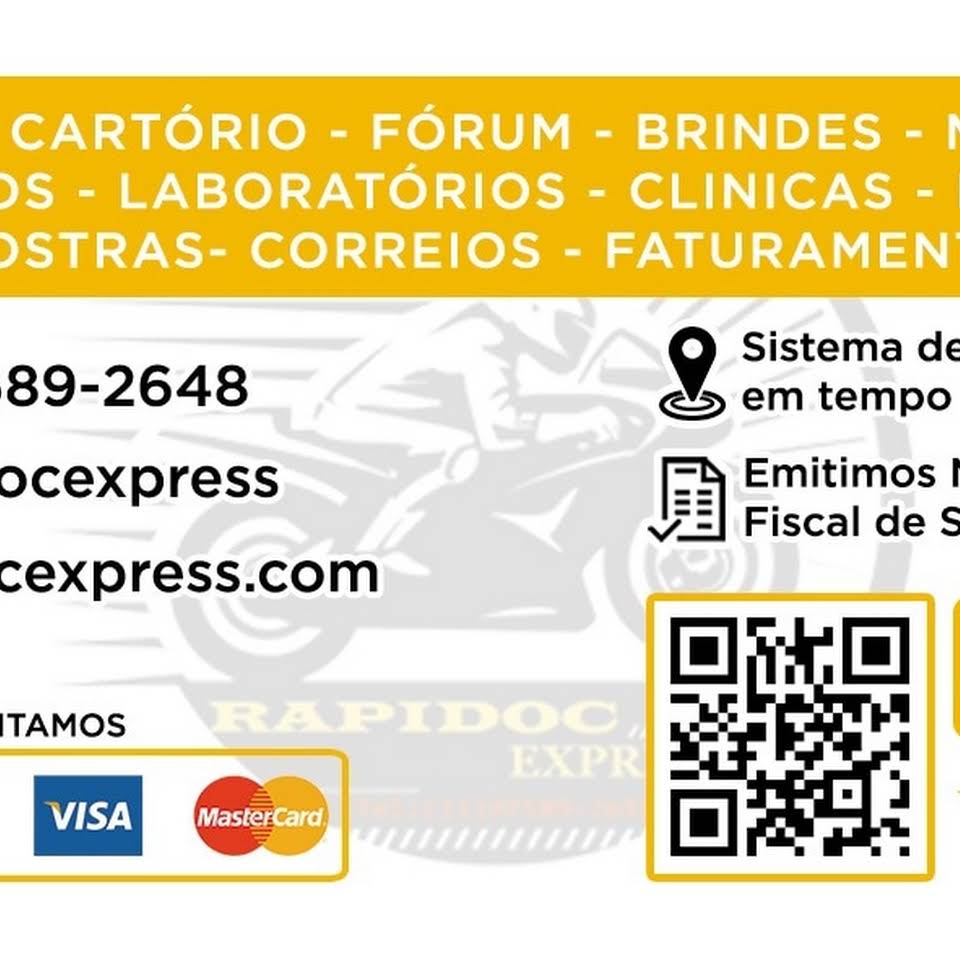 CARTÓRIO - FÓRUM - BRINDES -
OS - LABORATÓRIOS - CLINICAS -
OSTRAS- CORREIOS - FATURAMENT
689-2648
ocexpress
cexpress.com
Sistema de
em tempo
Emitimos N
Fiscal de S
ITAMOS
VISA
MasterCard
RAPIDOC
EXPR